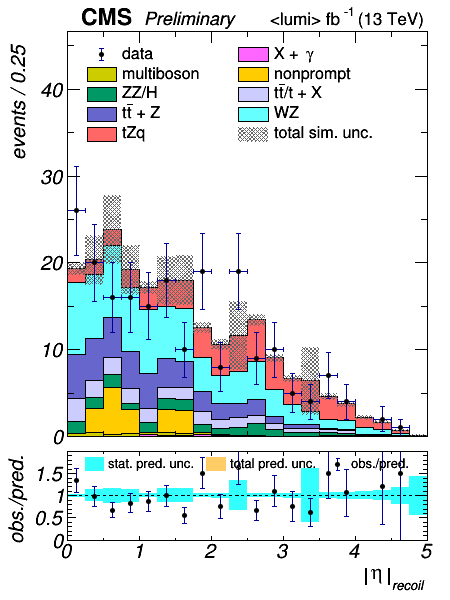 CMS Preliminary <lumi> fb⁻¹ (13 TeV)
events / 0.25
40
30
20
10
0
data
multiboson
ZZ/H
tt̄ + Z
tZq
X + γ
nonprompt
tt̄/t + X
WZ
total sim. unc.
obs./pred.
1.5
1
0.5
0
stat. pred. unc. total pred. unc. obs./pred.
0 1 2 3 4 5
|η|recoil